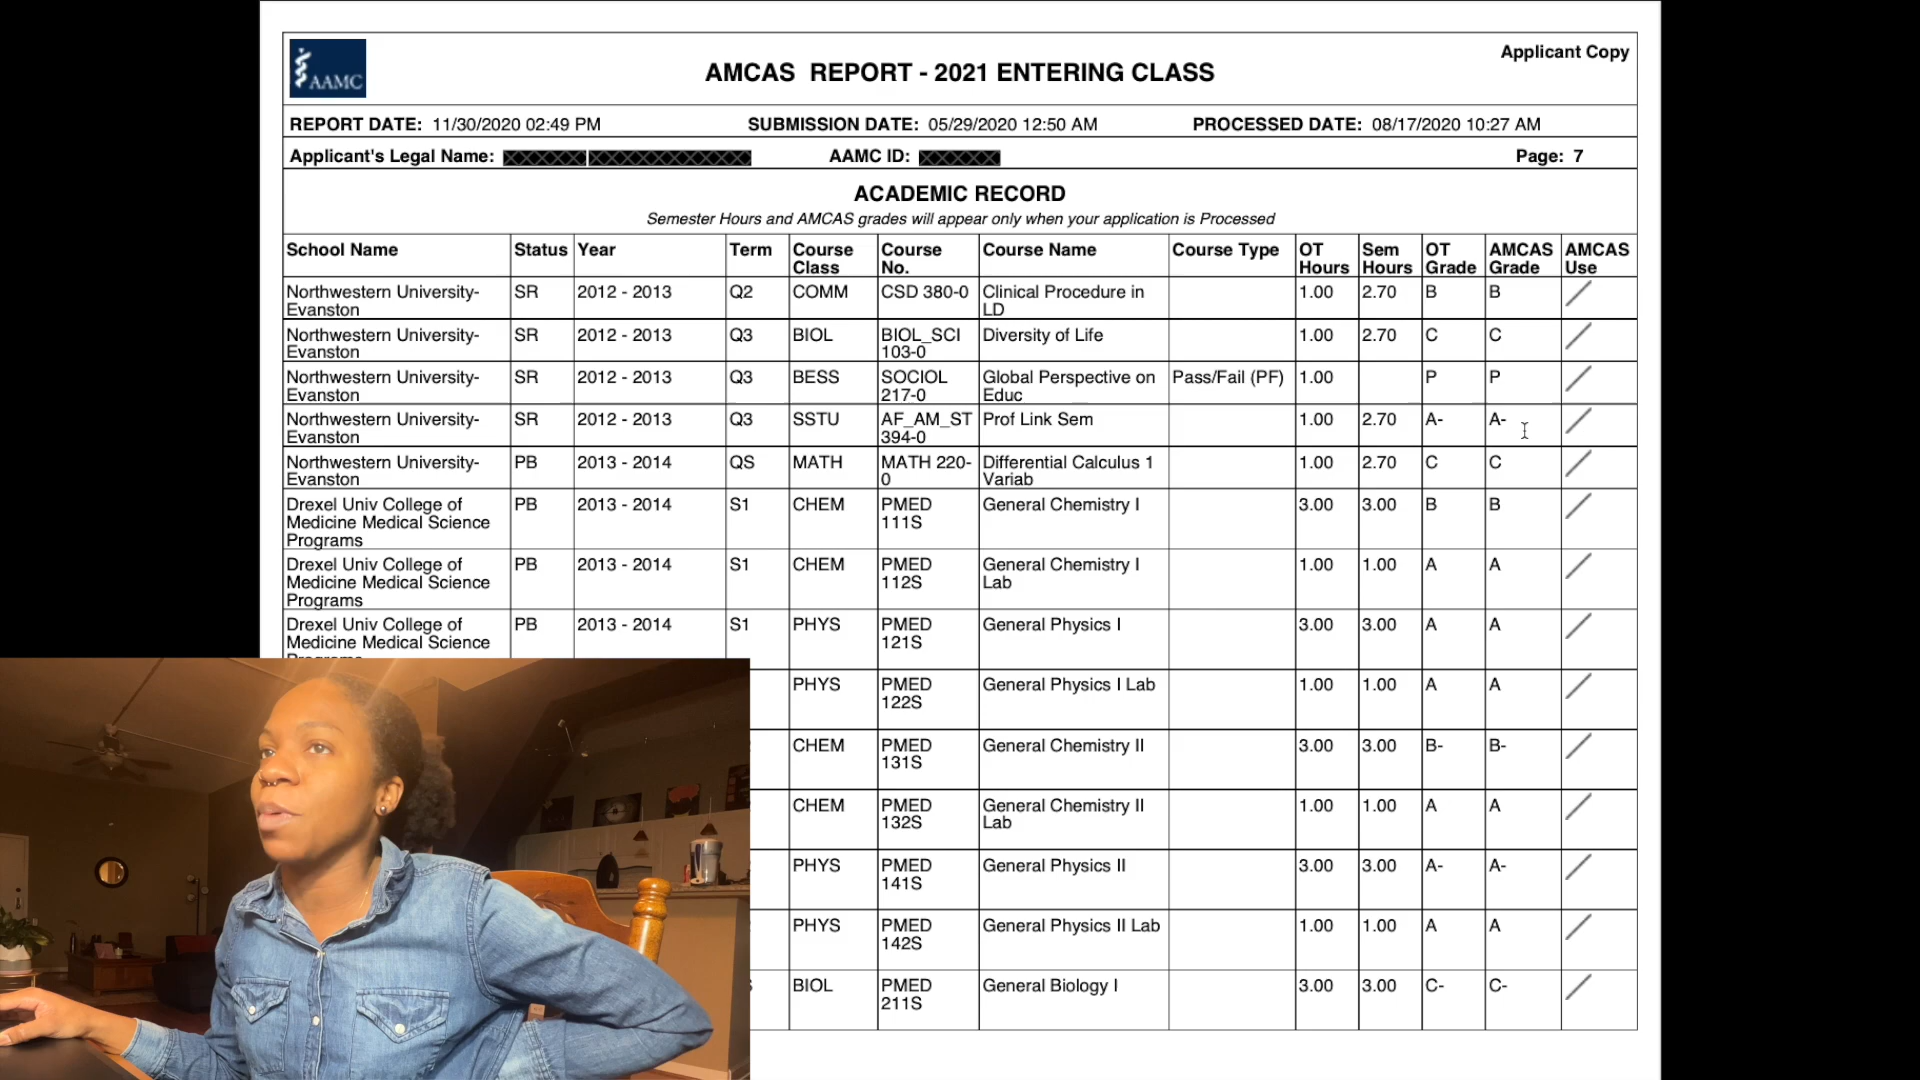 AAMC
AMCAS REPORT - 2021 ENTERING CLASS
Applicant Copy
REPORT DATE: 11/30/2020 02:49 PM SUBMISSION DATE: 05/29/2020 12:50 AM PROCESSED DATE: 08/17/2020 10:27 AM
Applicant's Legal Name: AAMC ID: Page: 7
ACADEMIC RECORD
Semester Hours and AMCAS grades will appear only when your application is Processed
School Name Status Year Term Course Class Course No. Course Name Course Type OT Hours Sem Hours OT Grade AMCAS Grade AMCAS Use
Northwestern University-Evanston SR 2012 - 2013 Q2 COMM CSD 380-0 Clinical Procedure in LD 1.00 2.70 B B
Northwestern University-Evanston SR 2012 - 2013 Q3 BIOL BIOL_SCI 103-0 Diversity of Life 1.00 2.70 C C
Northwestern University-Evanston SR 2012 - 2013 Q3 BESS SOCIOL 217-0 Global Perspective on Educ Pass/Fail (PF) 1.00 P P
Northwestern University-Evanston SR 2012 - 2013 Q3 SSTU AF_AM_ST 394-0 Prof Link Sem 1.00 2.70 A- A-
Northwestern University-Evanston PB 2013 - 2014 QS MATH MATH 220-0 Differential Calculus 1 Variab 1.00 2.70 C C
Drexel Univ College of Medicine Medical Science Programs PB 2013 - 2014 S1 CHEM PMED 111S General Chemistry I 3.00 3.00 B B
Drexel Univ College of Medicine Medical Science Programs PB 2013 - 2014 S1 CHEM PMED 112S General Chemistry I Lab 1.00 1.00 A A
Drexel Univ College of Medicine Medical Science PB 2013 - 2014 S1 PHYS PMED 121S General Physics I 3.00 3.00 A A
PHYS PMED 122S General Physics I Lab 1.00 1.00 A A
CHEM PMED 131S General Chemistry II 3.00 3.00 B- B-
CHEM PMED 132S General Chemistry II Lab 1.00 1.00 A A
PHYS PMED 141S General Physics II 3.00 3.00 A- A-
PHYS PMED 142S General Physics II Lab 1.00 1.00 A A
BIOL PMED 211S General Biology I 3.00 3.00 C- C-